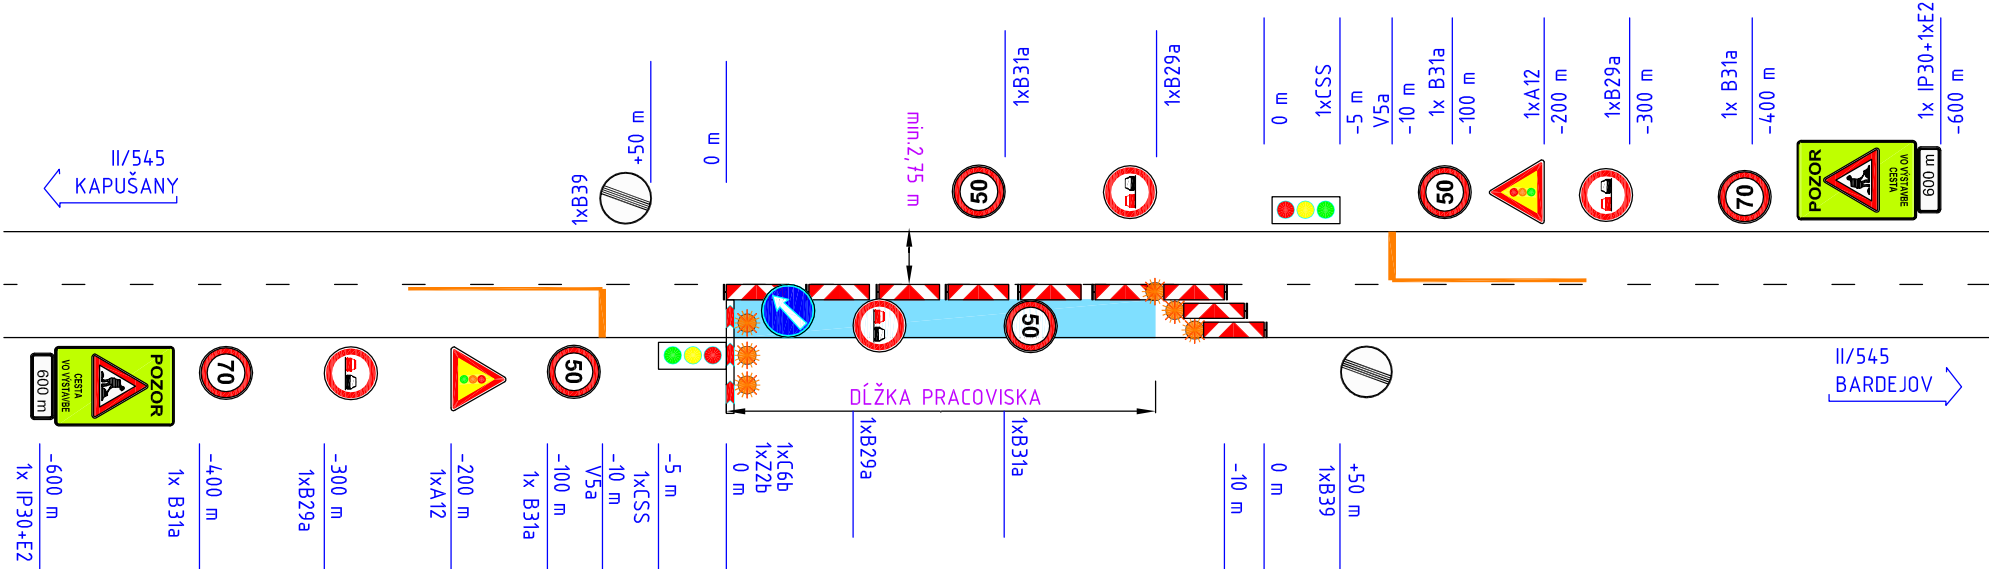 II/545
KAPUŠANY
1xB39
+50 m
0 m
min.2,75 m
1xB31a
1xB29a
0 m
1xCSS
-5 m
V5a
-10 m
1x B31a
-100 m
1xA12
-200 m
1xB29a
-300 m
1x B31a
-400 m
1x IP30+1xE2
-600 m
50
50
70
POZOR
CESTA
VO VÝSTAVBE
600 m
50
600 m
CESTA
VO VÝSTAVBE
POZOR
70
50
DĹŽKA PRACOVISKA
II/545
BARDEJOV
-600 m
1x IP30+E2
-400 m
1x B31a
-300 m
1xB29a
-200 m
1xA12
-100 m
1x B31a
-10 m
V5a
-5 m
1xCSS
1xC6b
1xZ2b
0 m
1xB29a
1xB31a
-10 m
0 m
+50 m
1xB39